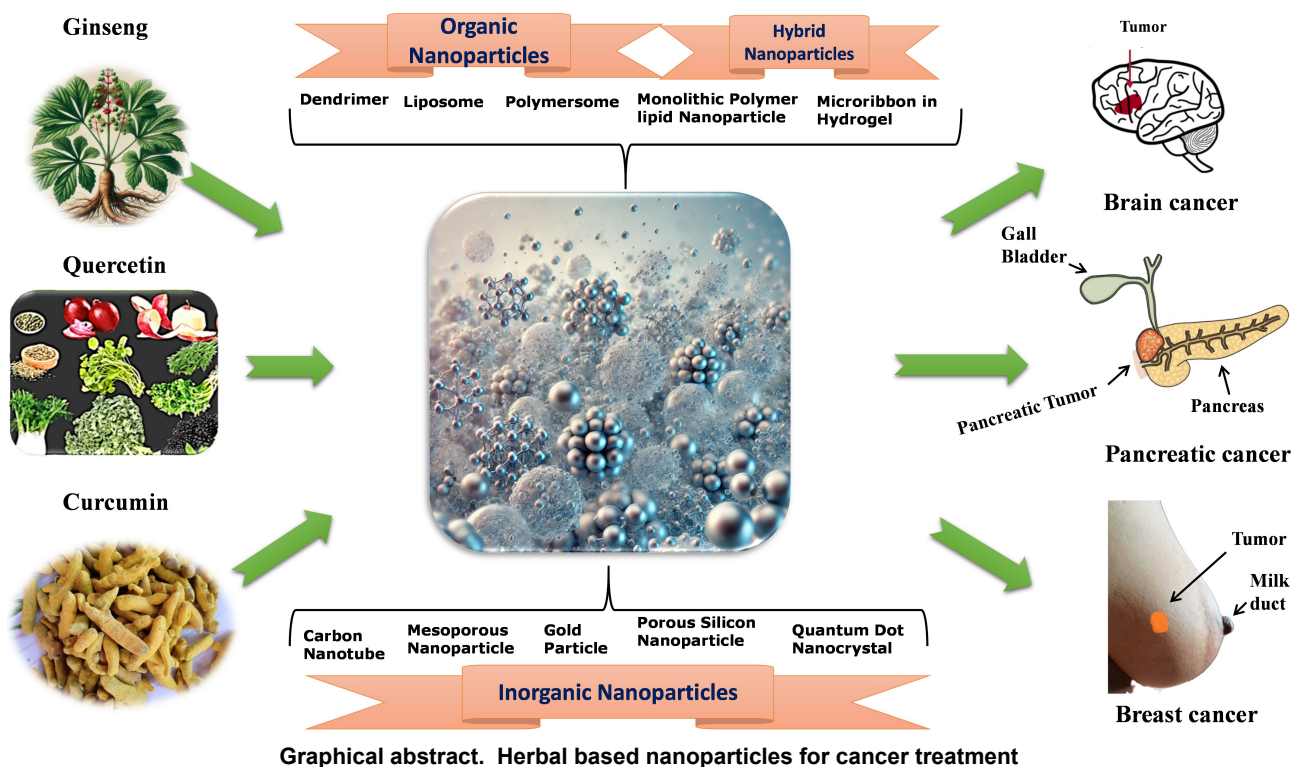 Ginseng
Organic
Nanoparticles
Hybrid
Nanoparticles
Tumor
Dendrimer
Liposome
Polymersome
Monolithic Polymer
lipid Nanoparticle
Microribbon in
Hydrogel
Brain cancer
Quercetin
Gall
Bladder
Pancreatic Tumor
Pancreas
Pancreatic cancer
Curcumin
Tumor
Milk
duct
Carbon
Nanotube
Mesoporous
Nanoparticle
Gold
Particle
Porous Silicon
Nanoparticle
Quantum Dot
Nanocrystal
Inorganic Nanoparticles
Breast cancer
Graphical abstract.  Herbal based nanoparticles for cancer treatment